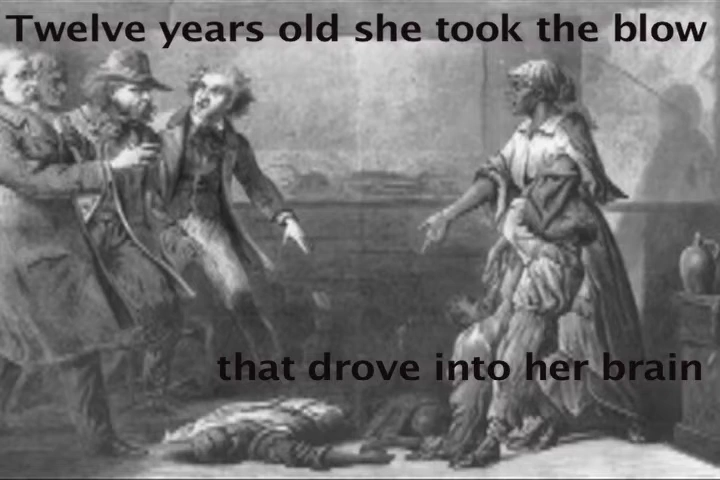 Twelve years old she took the blow
that drove into her brain